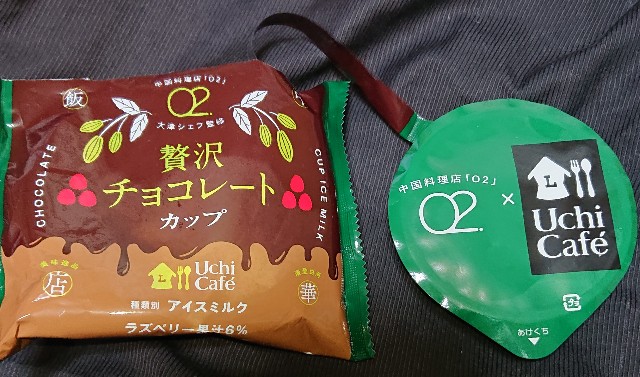 中国料理店「O2」
O2.
大津シェフ監修
飯
贅沢
チョコレート
カップ
CHOCOLATE
CUP ICE MILK
店
華
Uchi
Café
L
種類別 アイスミルク
ラズベリー果汁6%
中国料理店「O2」
O2.
×
L
Uchi
Café
プラ
あけくち